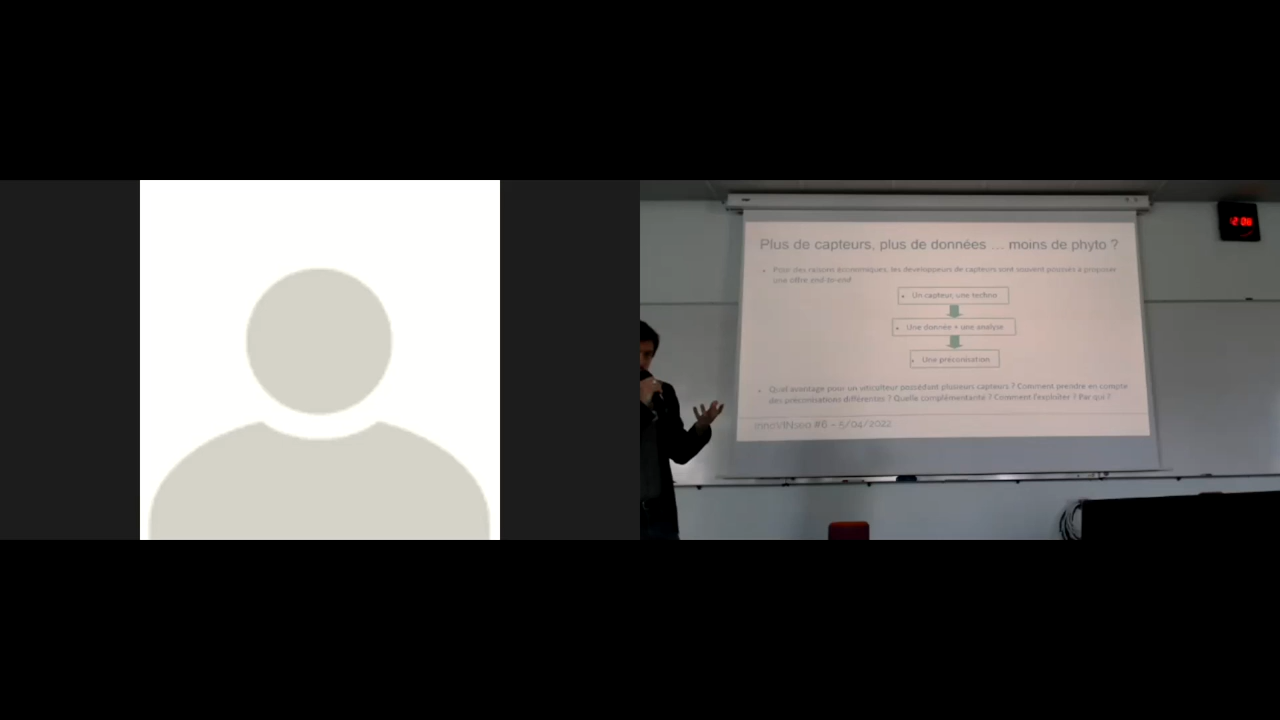 Plus de capteurs, plus de données ... moins de phyto ?
• Pour des raisons économiques, les développeurs de capteurs sont souvent poussés à proposer
une offre end-to-end
• Un capteur, une techno
• Une donnée + une analyse
• Une préconisation
• Quel avantage pour un viticulteur possédant plusieurs capteurs ? Comment prendre en compte
des préconisations différentes ? Quelle complémentarité ? Comment l'exploiter ? Par qui ?
#6 – 5/04/2022
2:06